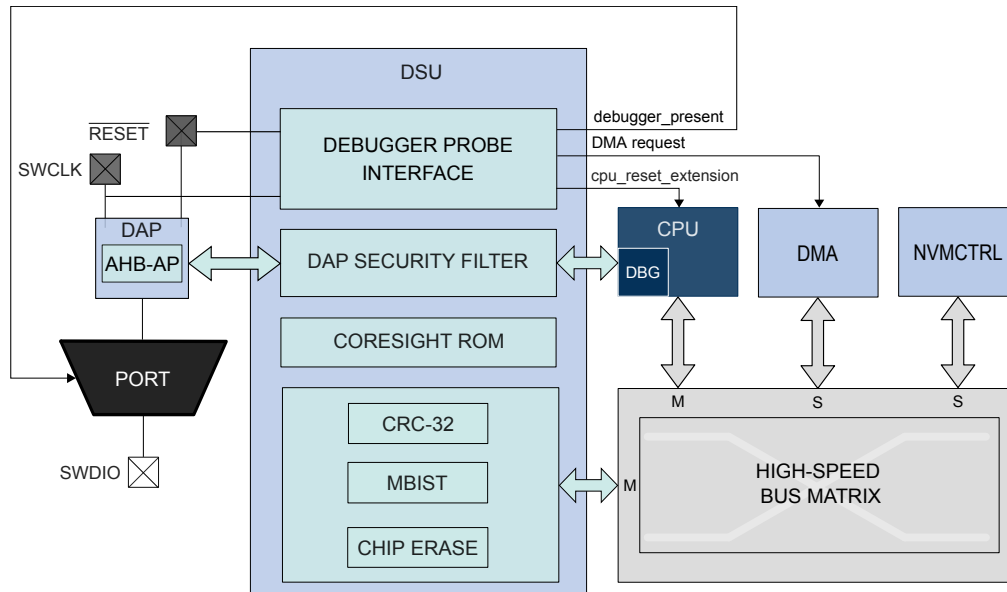 DSU
debugger_present
RESET
DEBUGGER PROBE
INTERFACE
DMA request
SWCLK
cpu_reset_extension
DAP
CPU
AHB-AP
DAP SECURITY FILTER
DBG
DMA
NVMCTRL
CORESIGHT ROM
PORT
M
S
S
CRC-32
SWDIO
MBIST
M
HIGH-SPEED
BUS MATRIX
CHIP ERASE